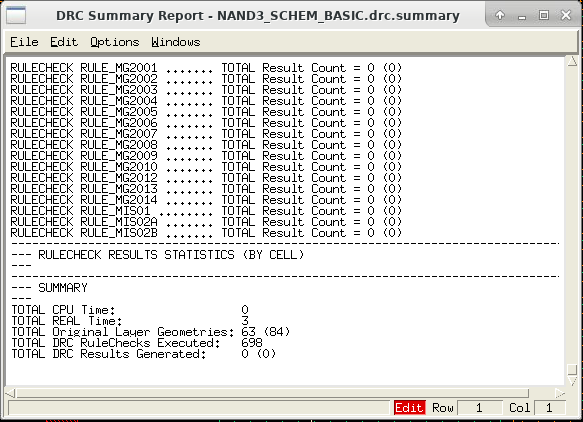 DRC Summary Report - NAND3_SCHEM_BASIC.drc.summary
File Edit Options Windows
RULECHECK RULE_MG2001 ....... TOTAL Result Count = 0 (0)
RULECHECK RULE_MG2002 ....... TOTAL Result Count = 0 (0)
RULECHECK RULE_MG2003 ....... TOTAL Result Count = 0 (0)
RULECHECK RULE_MG2004 ....... TOTAL Result Count = 0 (0)
RULECHECK RULE_MG2005 ....... TOTAL Result Count = 0 (0)
RULECHECK RULE_MG2006 ....... TOTAL Result Count = 0 (0)
RULECHECK RULE_MG2007 ....... TOTAL Result Count = 0 (0)
RULECHECK RULE_MG2008 ....... TOTAL Result Count = 0 (0)
RULECHECK RULE_MG2009 ....... TOTAL Result Count = 0 (0)
RULECHECK RULE_MG2010 ....... TOTAL Result Count = 0 (0)
RULECHECK RULE_MG2012 ....... TOTAL Result Count = 0 (0)
RULECHECK RULE_MG2013 ....... TOTAL Result Count = 0 (0)
RULECHECK RULE_MG2014 ....... TOTAL Result Count = 0 (0)
RULECHECK RULE_MIS01 ........ TOTAL Result Count = 0 (0)
RULECHECK RULE_MIS02A ....... TOTAL Result Count = 0 (0)
RULECHECK RULE_MIS02B ....... TOTAL Result Count = 0 (0)
----------------------------------------------------------------------------------
--- RULECHECK RESULTS STATISTICS (BY CELL)
---
----------------------------------------------------------------------------------
--- SUMMARY
---
TOTAL CPU Time: 0
TOTAL REAL Time: 3
TOTAL Original Layer Geometries: 63 (84)
TOTAL DRC RuleChecks Executed: 698
TOTAL DRC Results Generated: 0 (0)
Edit Row 1 Col 1